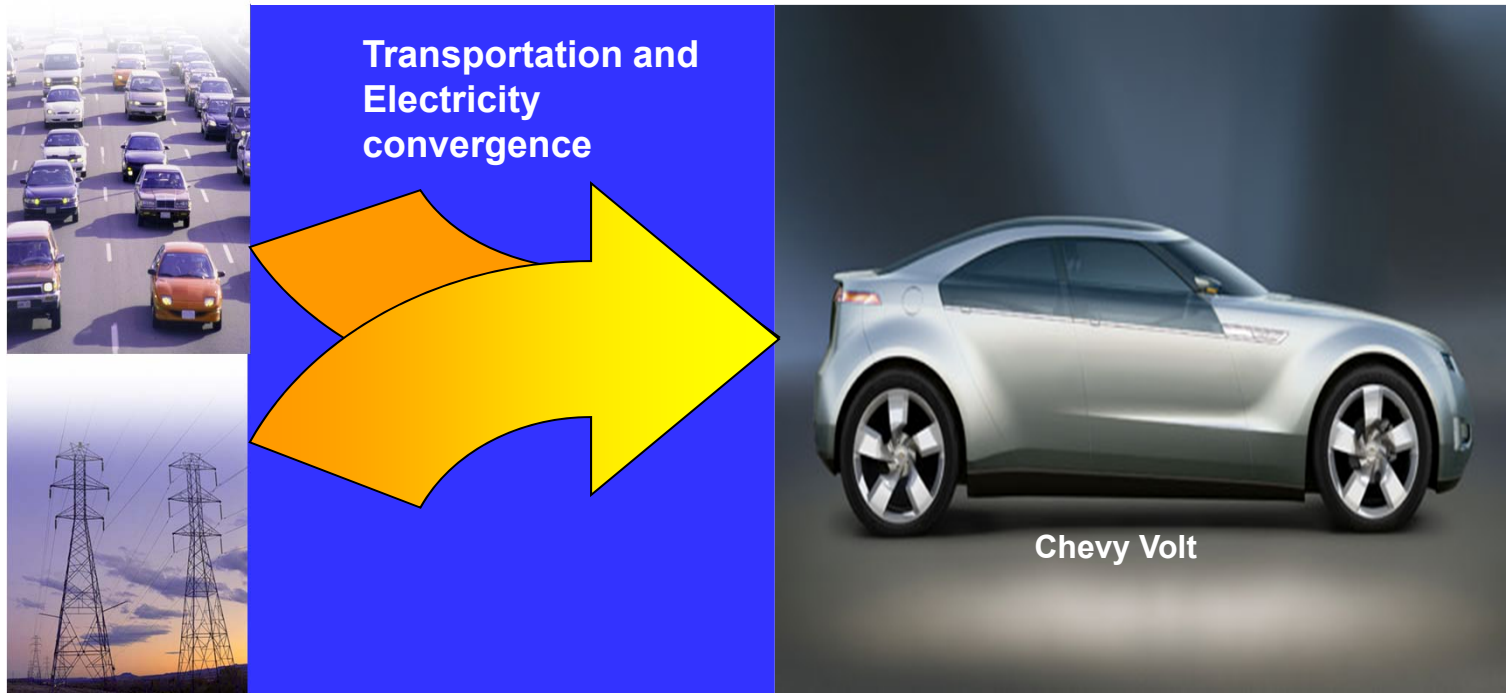 Transportation and
Electricity
convergence
Chevy Volt